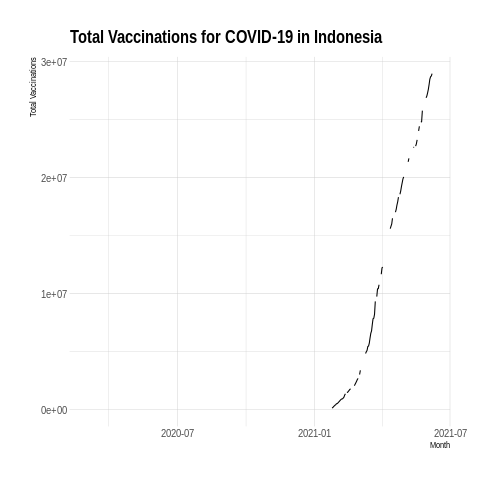 Total Vaccinations for COVID-19 in Indonesia
Total Vaccinations
3e+07
2e+07
1e+07
0e+00
2020-07
2021-01
2021-07
Month